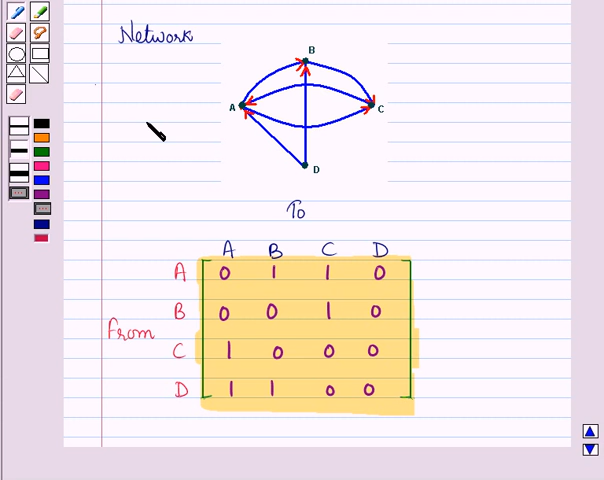 Network
B
A
C
D
To
A B C D
A 0 1 1 0
B 0 0 1 0
From
C 1 0 0 0
D 1 1 0 0